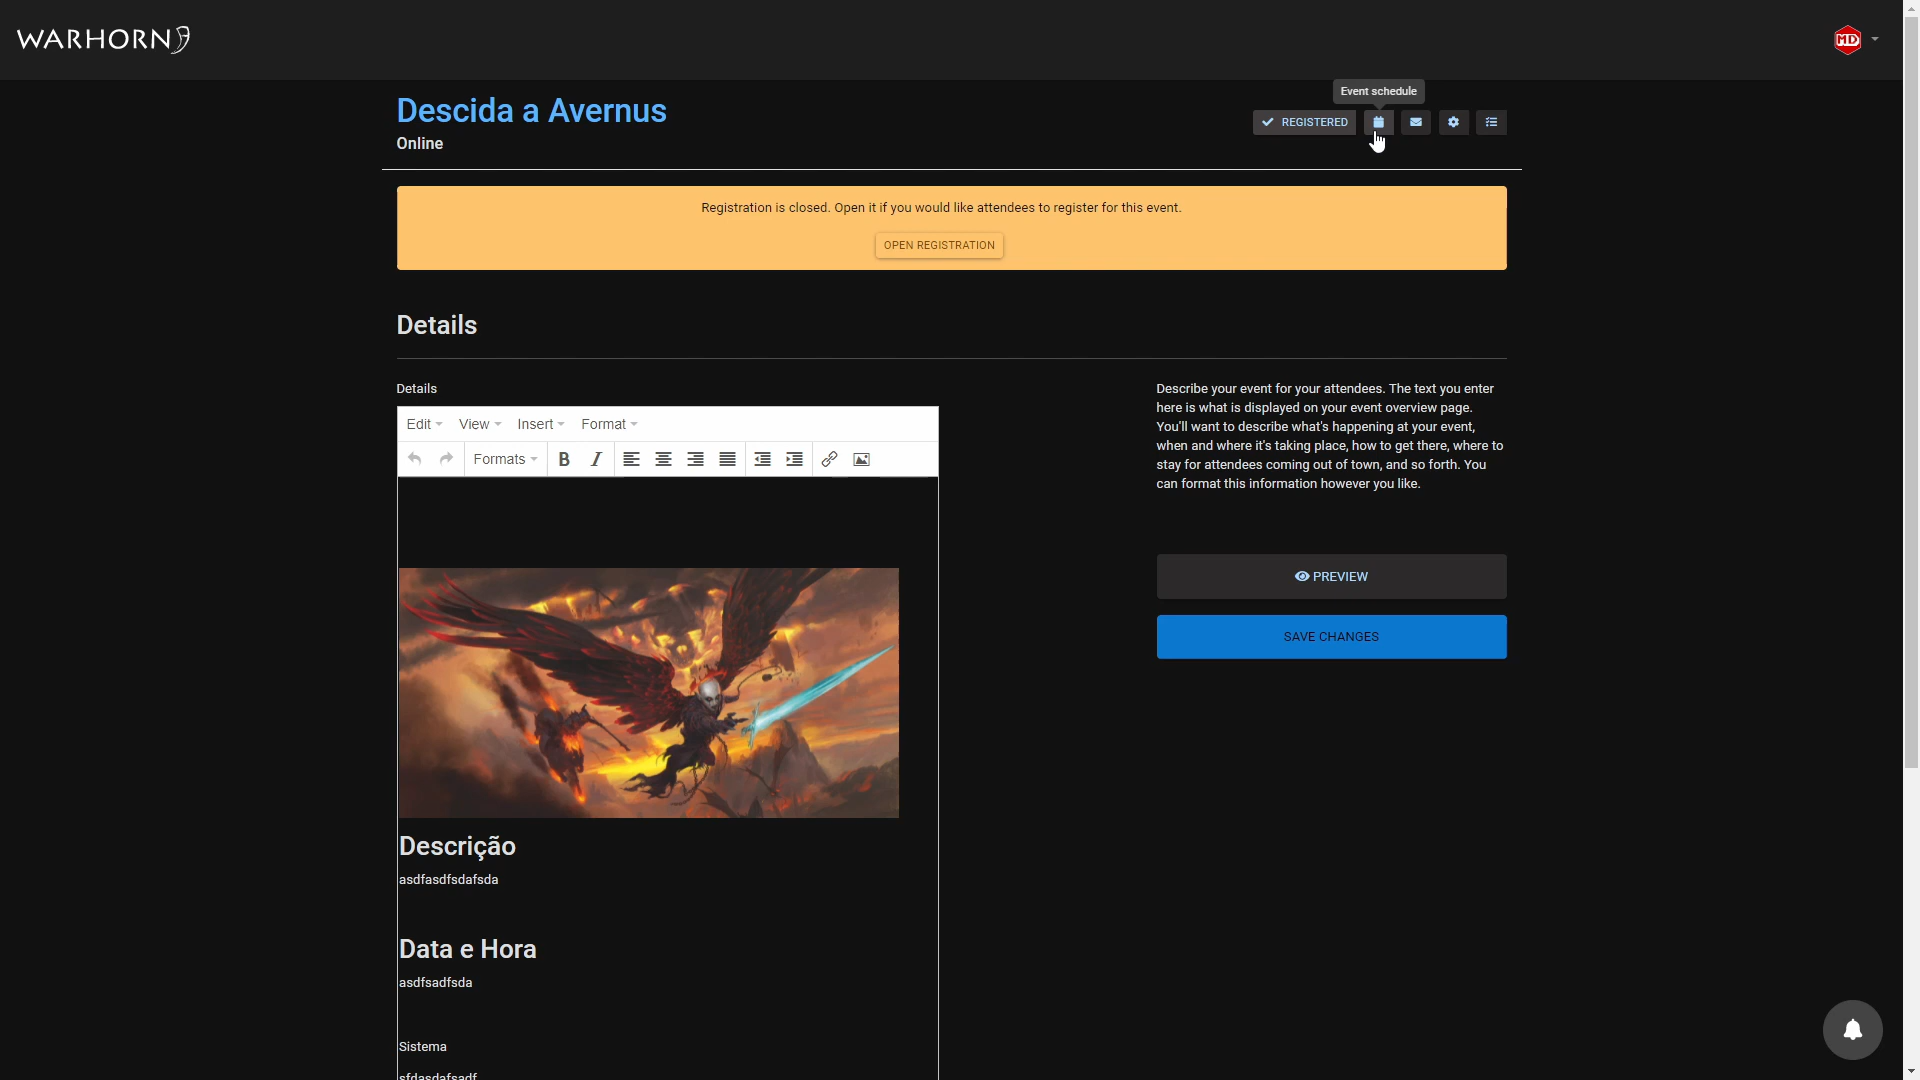 WARHORN
MD
Event schedule
Descida a Avernus
REGISTERED
Online
Registration is closed. Open it if you would like attendees to register for this event.
OPEN REGISTRATION
Details
Details
Edit View Insert Format
Formats B I
Describe your event for your attendees. The text you enter
here is what is displayed on your event overview page.
You'll want to describe what's happening at your event,
when and where it's taking place, how to get there, where to
stay for attendees coming out of town, and so forth. You
can format this information however you like.
PREVIEW
SAVE CHANGES
Descrição
asdfasdfsdafsda
Data e Hora
asdfsadfsda
Sistema
sfdasdafsadf